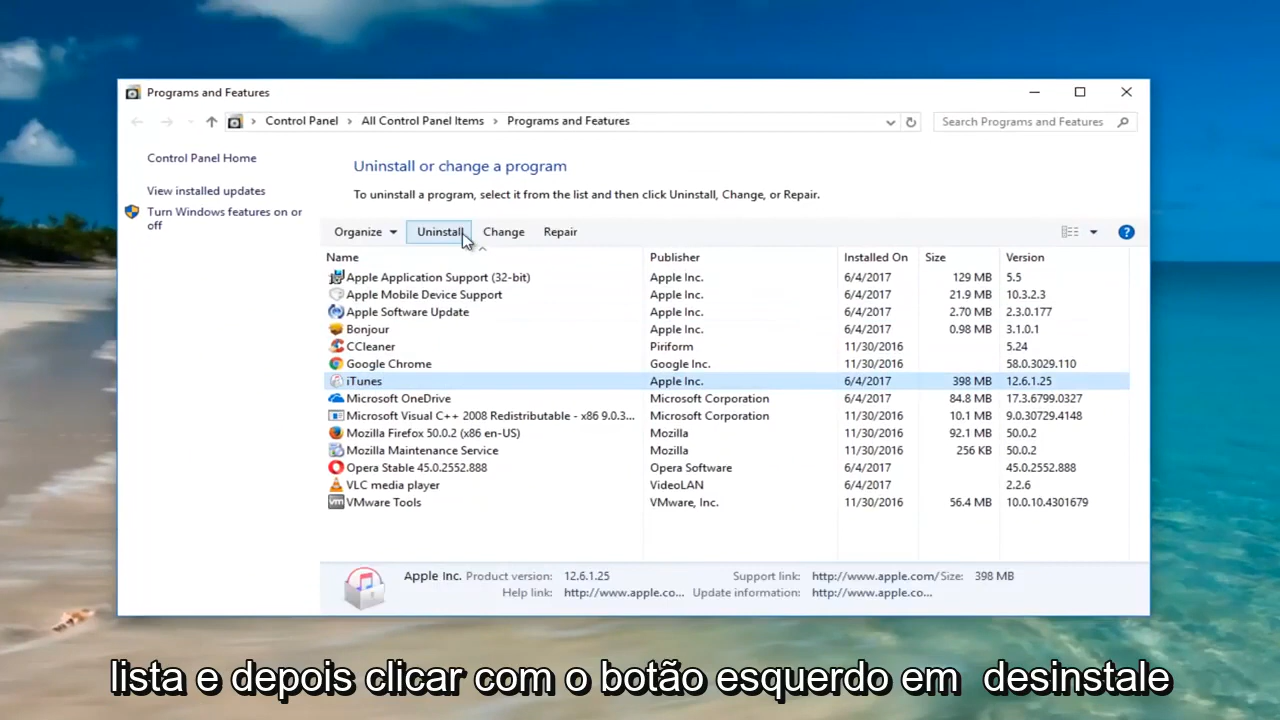 Programs and Features
Control Panel > All Control Panel Items > Programs and Features
Search Programs and Features
Control Panel Home
View installed updates
Turn Windows features on or
off
Uninstall or change a program
To uninstall a program, select it from the list and then click Uninstall, Change, or Repair.
Organize Uninstall Change Repair
Name Publisher Installed On Size Version
Apple Application Support (32-bit) Apple Inc. 6/4/2017 129 MB 5.5
Apple Mobile Device Support Apple Inc. 6/4/2017 21.9 MB 10.3.2.3
Apple Software Update Apple Inc. 6/4/2017 2.70 MB 2.3.0.177
Bonjour Apple Inc. 6/4/2017 0.98 MB 3.1.0.1
CCleaner Piriform 11/30/2016 5.24
Google Chrome Google Inc. 11/30/2016 58.0.3029.110
iTunes Apple Inc. 6/4/2017 398 MB 12.6.1.25
Microsoft OneDrive Microsoft Corporation 6/4/2017 84.8 MB 17.3.6799.0327
Microsoft Visual C++ 2008 Redistributable - x86 9.0.3... Microsoft Corporation 11/30/2016 10.1 MB 9.0.30729.4148
Mozilla Firefox 50.0.2 (x86 en-US) Mozilla 11/30/2016 92.1 MB 50.0.2
Mozilla Maintenance Service Mozilla 11/30/2016 256 KB 50.0.2
Opera Stable 45.0.2552.888 Opera Software 6/4/2017 45.0.2552.888
VLC media player VideoLAN 6/4/2017 2.2.6
VMware Tools VMware, Inc. 11/30/2016 56.4 MB 10.0.10.4301679
Apple Inc. Product version: 12.6.1.25 Support link: http://www.apple.com/ Size: 398 MB
Help link: http://www.apple.co... Update information: http://www.apple.co...
lista e depois clicar com o botão esquerdo em desinstale